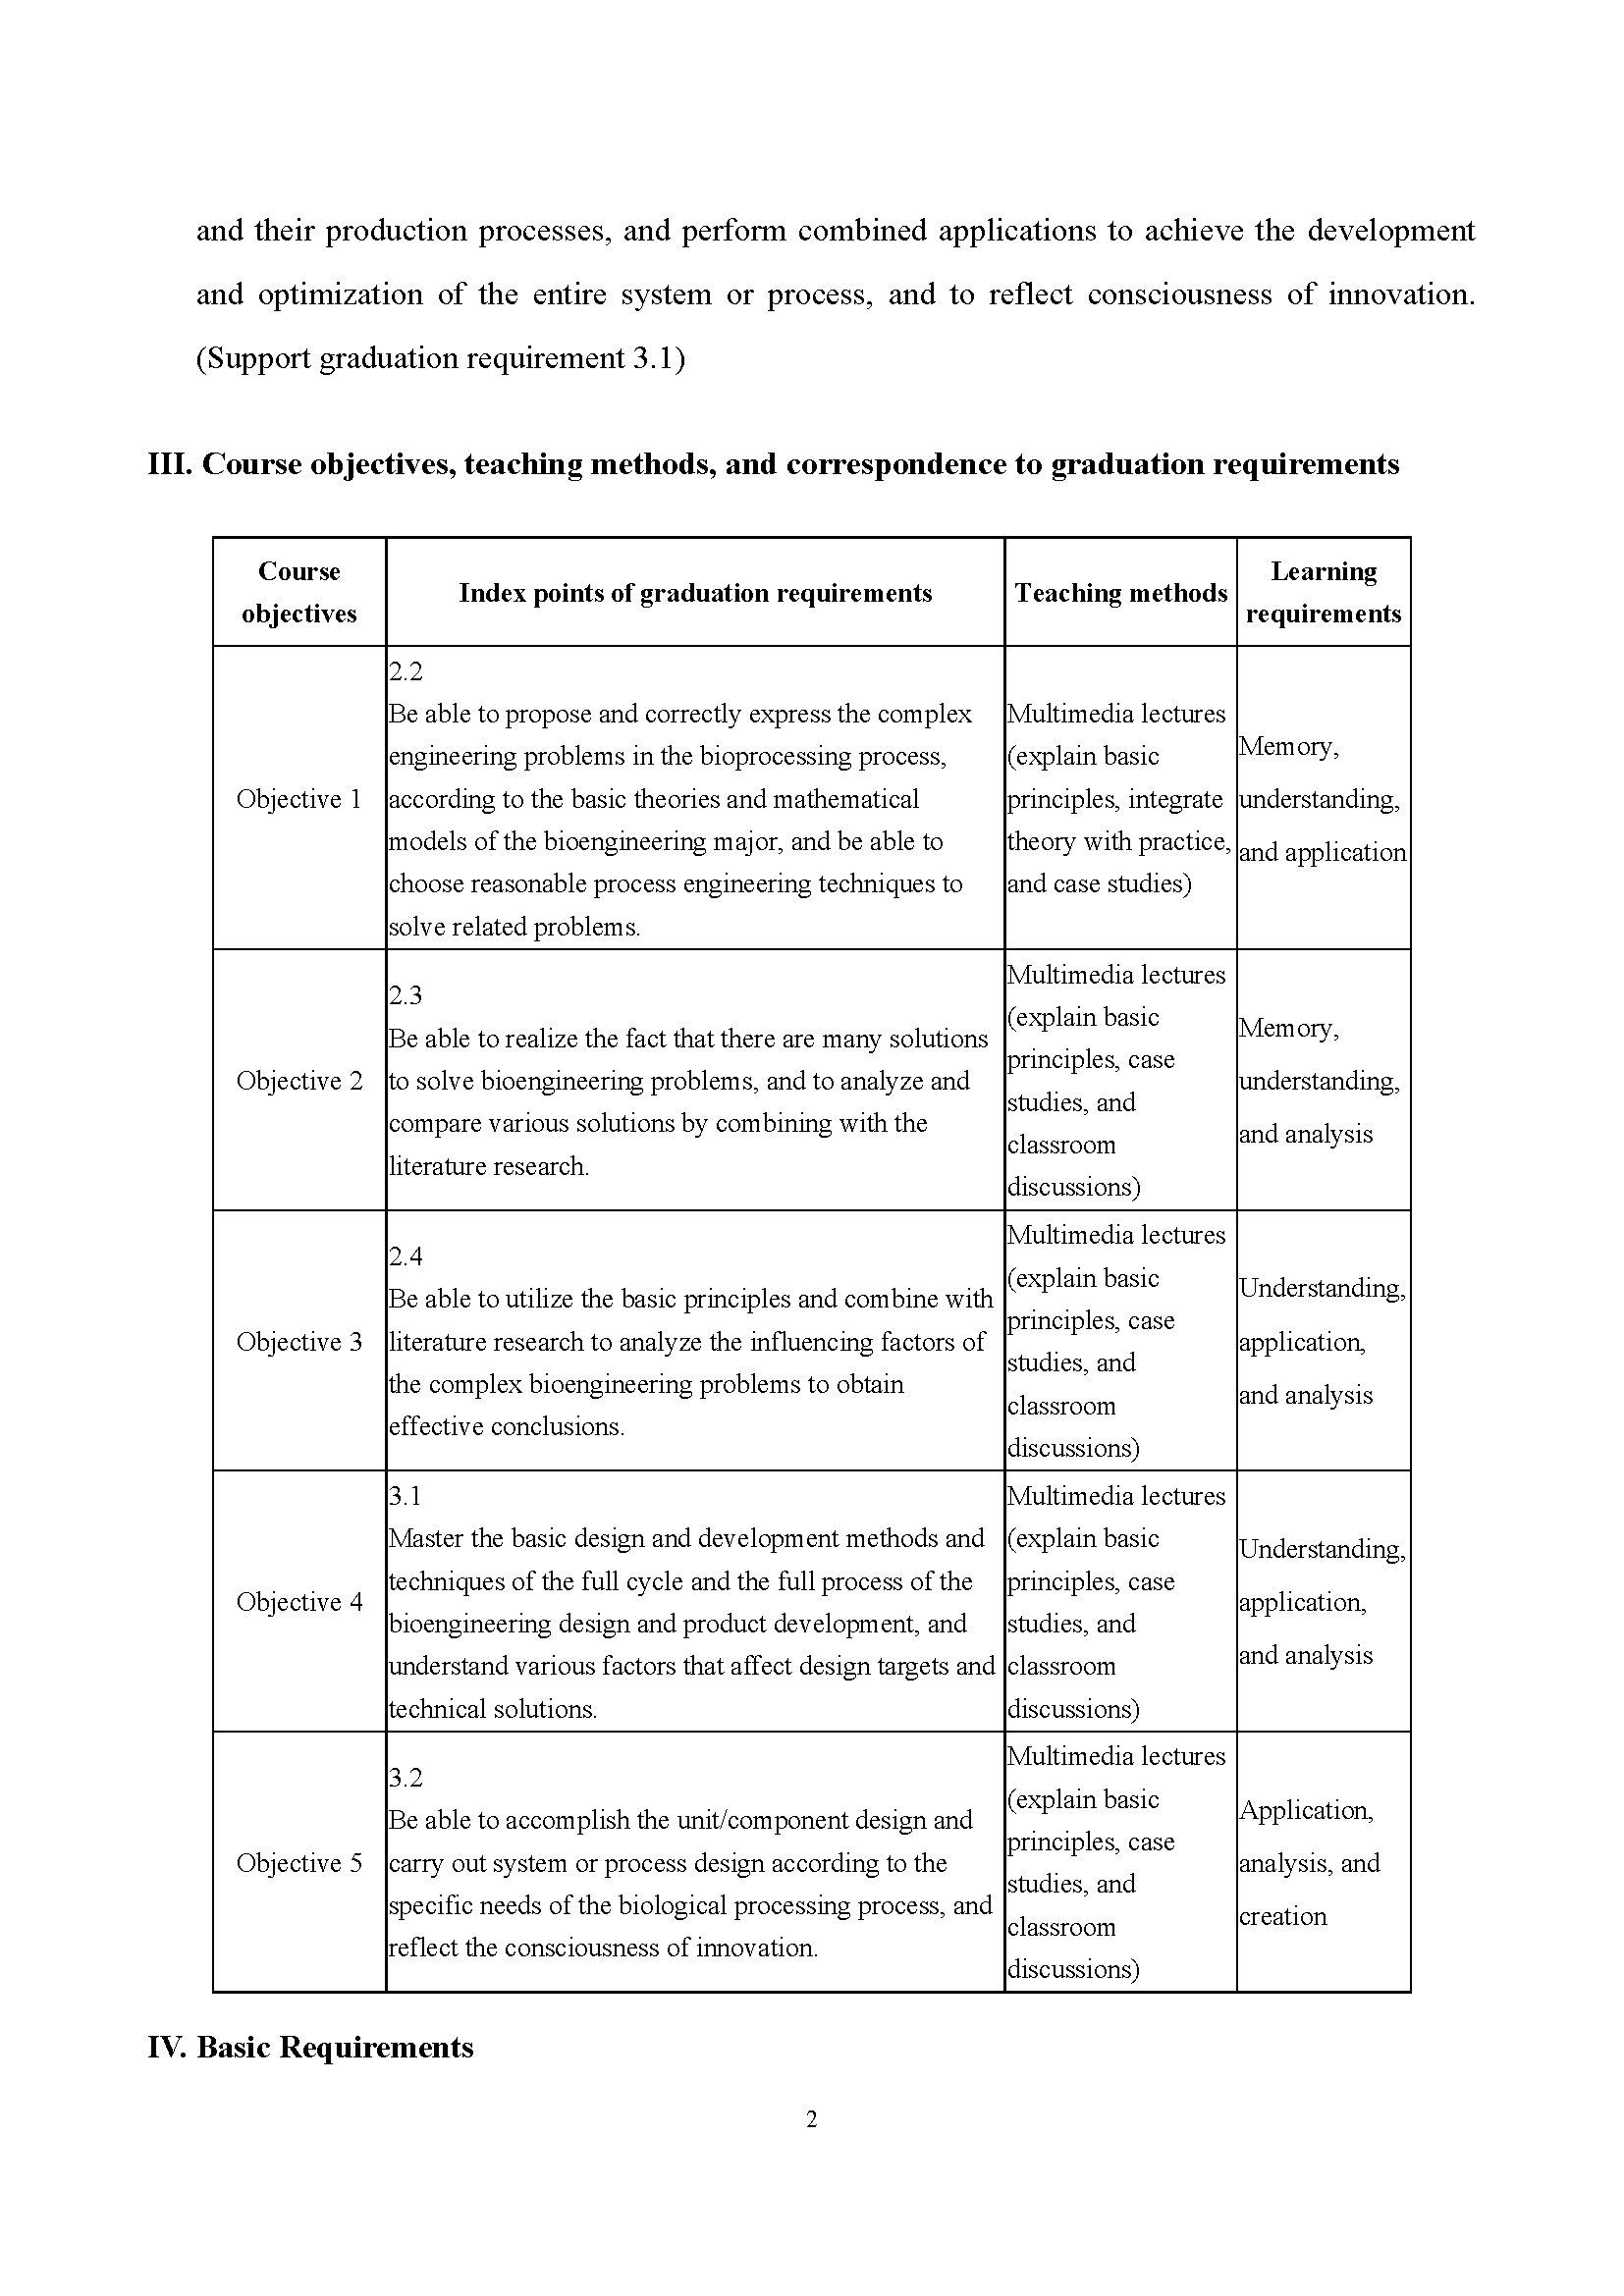 and their production processes, and perform combined applications to achieve the development
and optimization of the entire system or process, and to reflect consciousness of innovation.
(Support graduation requirement 3.1)
III. Course objectives, teaching methods, and correspondence to graduation requirements
Course
objectives
Index points of graduation requirements
Teaching methods
Learning
requirements
Objective 1
2.2
Be able to propose and correctly express the complex
engineering problems in the bioprocessing process,
according to the basic theories and mathematical
models of the bioengineering major, and be able to
choose reasonable process engineering techniques to
solve related problems.
Multimedia lectures
(explain basic
principles, integrate
theory with practice,
and case studies)
Memory,
understanding,
and application
Objective 2
2.3
Be able to realize the fact that there are many solutions
to solve bioengineering problems, and to analyze and
compare various solutions by combining with the
literature research.
Multimedia lectures
(explain basic
principles, case
studies, and
classroom
discussions)
Memory,
understanding,
and analysis
Objective 3
2.4
Be able to utilize the basic principles and combine with
literature research to analyze the influencing factors of
the complex bioengineering problems to obtain
effective conclusions.
Multimedia lectures
(explain basic
principles, case
studies, and
classroom
discussions)
Understanding,
application,
and analysis
Objective 4
3.1
Master the basic design and development methods and
techniques of the full cycle and the full process of the
bioengineering design and product development, and
understand various factors that affect design targets and
technical solutions.
Multimedia lectures
(explain basic
principles, case
studies, and
classroom
discussions)
Understanding,
application,
and analysis
Objective 5
3.2
Be able to accomplish the unit/component design and
carry out system or process design according to the
specific needs of the biological processing process, and
reflect the consciousness of innovation.
Multimedia lectures
(explain basic
principles, case
studies, and
classroom
discussions)
Application,
analysis, and
creation
IV. Basic Requirements
2